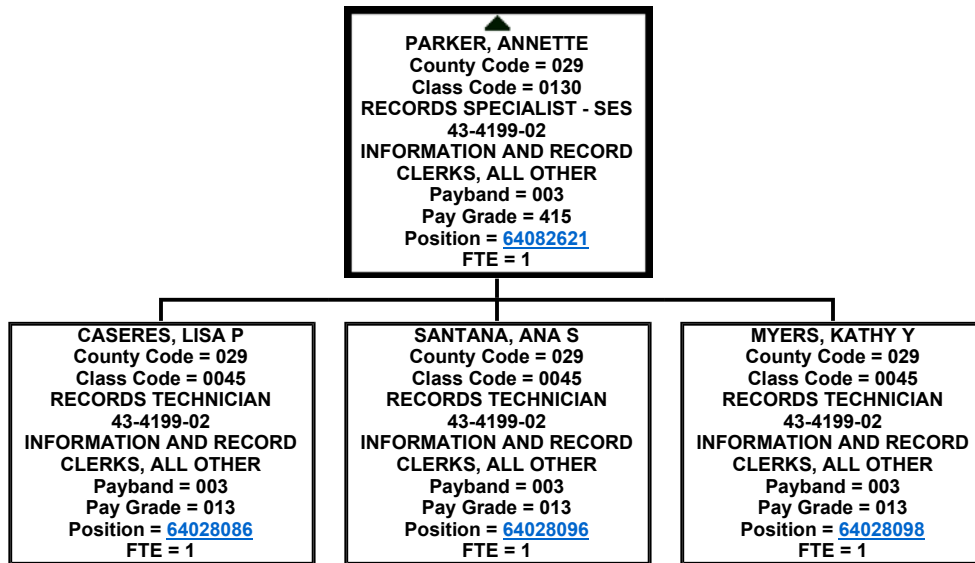 PARKER, ANNETTE
County Code = 029
Class Code = 0130
RECORDS SPECIALIST - SES
43-4199-02
INFORMATION AND RECORD
CLERKS, ALL OTHER
Payband = 003
Pay Grade = 415
Position = 64082621
FTE = 1
CASERES, LISA P
County Code = 029
Class Code = 0045
RECORDS TECHNICIAN
43-4199-02
INFORMATION AND RECORD
CLERKS, ALL OTHER
Payband = 003
Pay Grade = 013
Position = 64028086
FTE = 1
SANTANA, ANA S
County Code = 029
Class Code = 0045
RECORDS TECHNICIAN
43-4199-02
INFORMATION AND RECORD
CLERKS, ALL OTHER
Payband = 003
Pay Grade = 013
Position = 64028096
FTE = 1
MYERS, KATHY Y
County Code = 029
Class Code = 0045
RECORDS TECHNICIAN
43-4199-02
INFORMATION AND RECORD
CLERKS, ALL OTHER
Payband = 003
Pay Grade = 013
Position = 64028098
FTE = 1